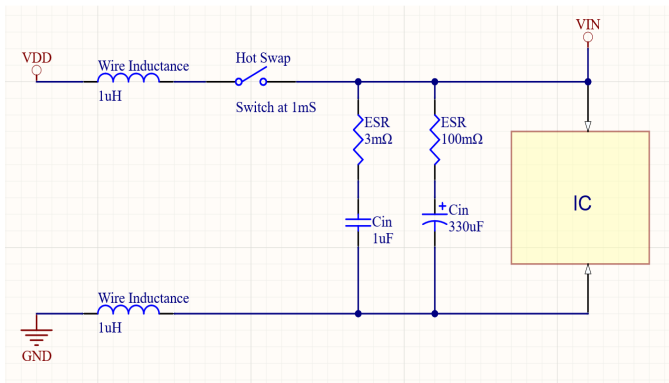 VIN
VDD
Wire Inductance
1uH
Hot Swap
Switch at 1mS
ESR
3mΩ
ESR
100mΩ
IC
Cin
1uF
+
Cin
330uF
Wire Inductance
1uH
GND